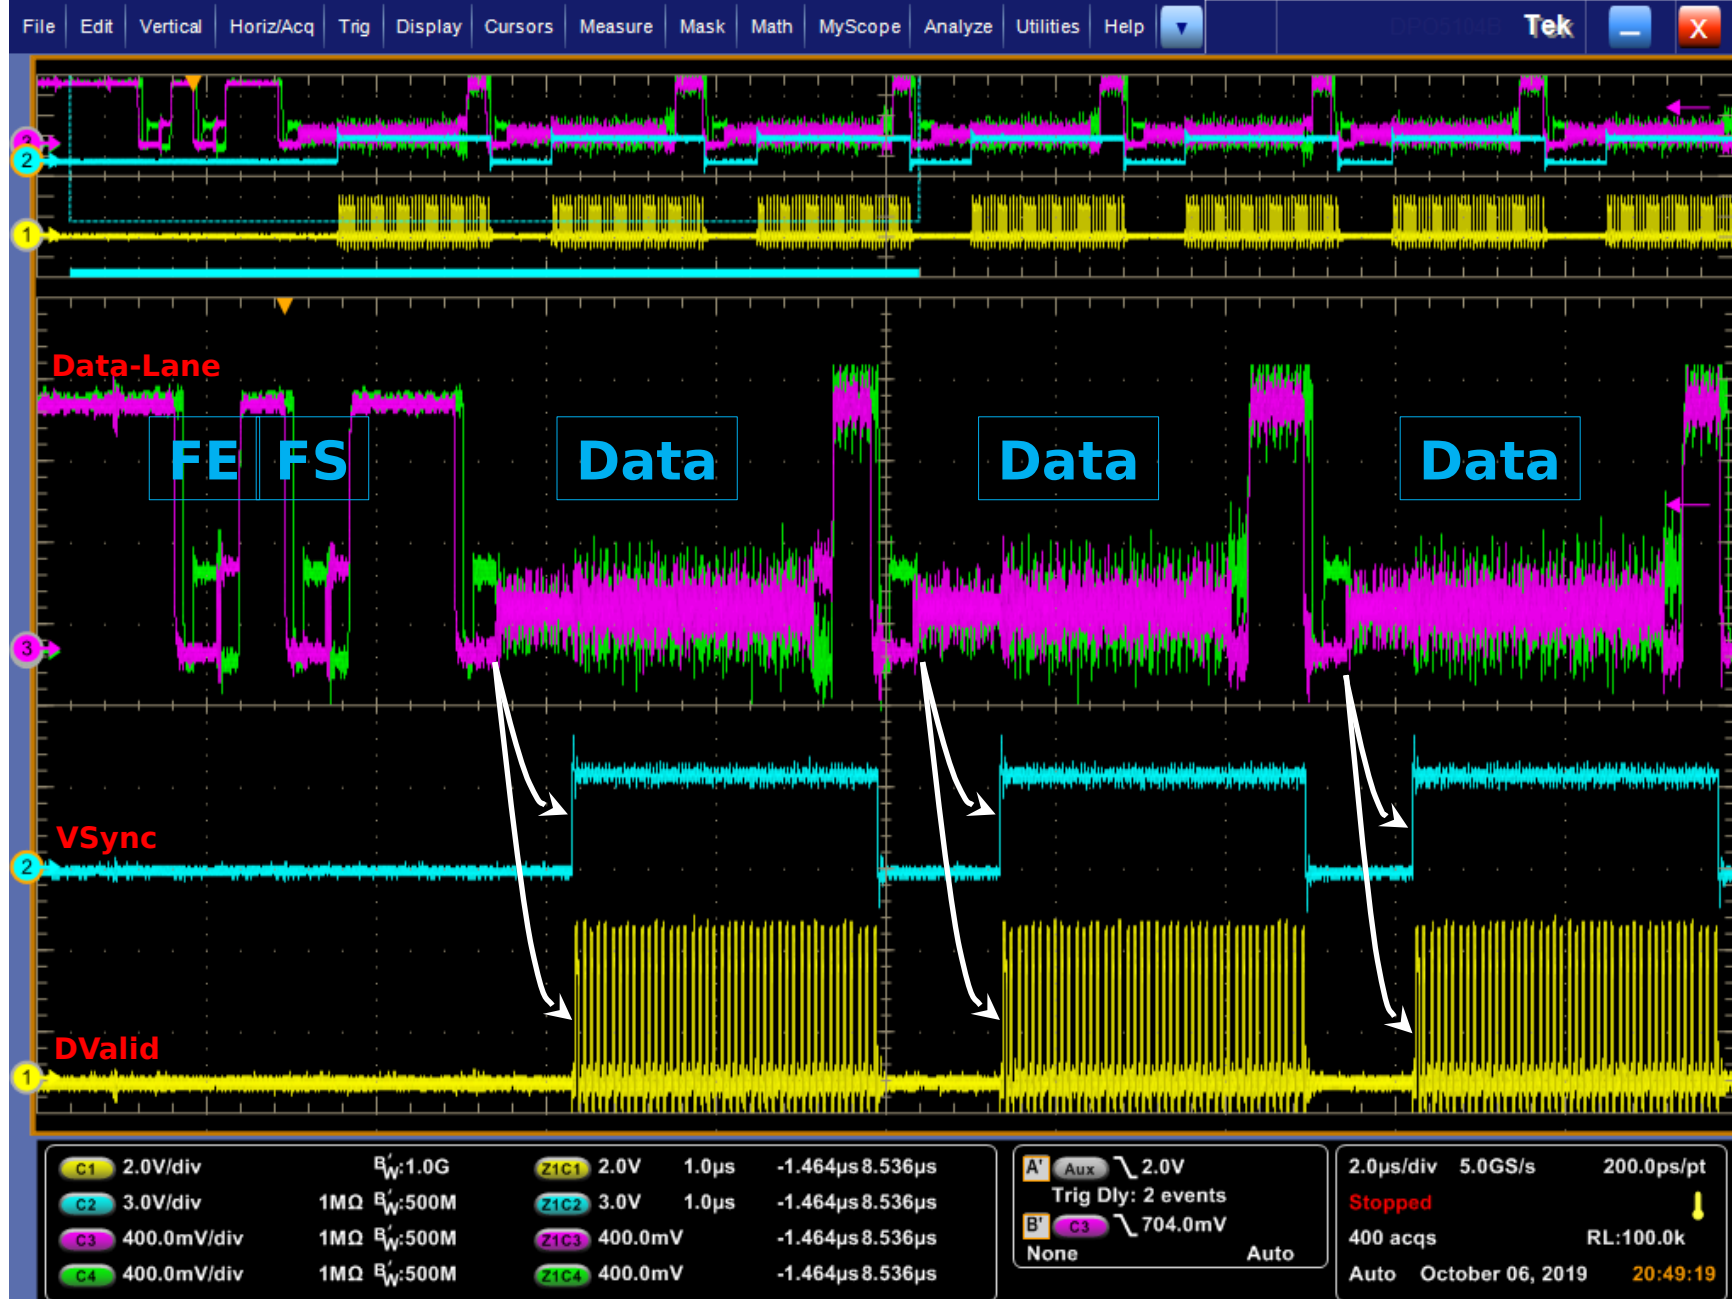 File Edit Vertical Horiz/Acq Trig Display Cursors Measure Mask Math MyScope Analyze Utilities Help Tek X
2
1
Data-Lane
FE FS Data Data Data
3
VSync
2
DValid
1
C1 2.0V/div B'W:1.0G Z1C1 2.0V 1.0µs -1.464µs 8.536µs
C2 3.0V/div 1MΩ B'W:500M Z1C2 3.0V 1.0µs -1.464µs 8.536µs
C3 400.0mV/div 1MΩ B'W:500M Z1C3 400.0mV -1.464µs 8.536µs
C4 400.0mV/div 1MΩ B'W:500M Z1C4 400.0mV -1.464µs 8.536µs
A' Aux 2.0V
Trig Dly: 2 events
B' C3 704.0mV
None Auto
2.0µs/div 5.0GS/s 200.0ps/pt
Stopped
400 acqs RL:100.0k
Auto October 06, 2019 20:49:19